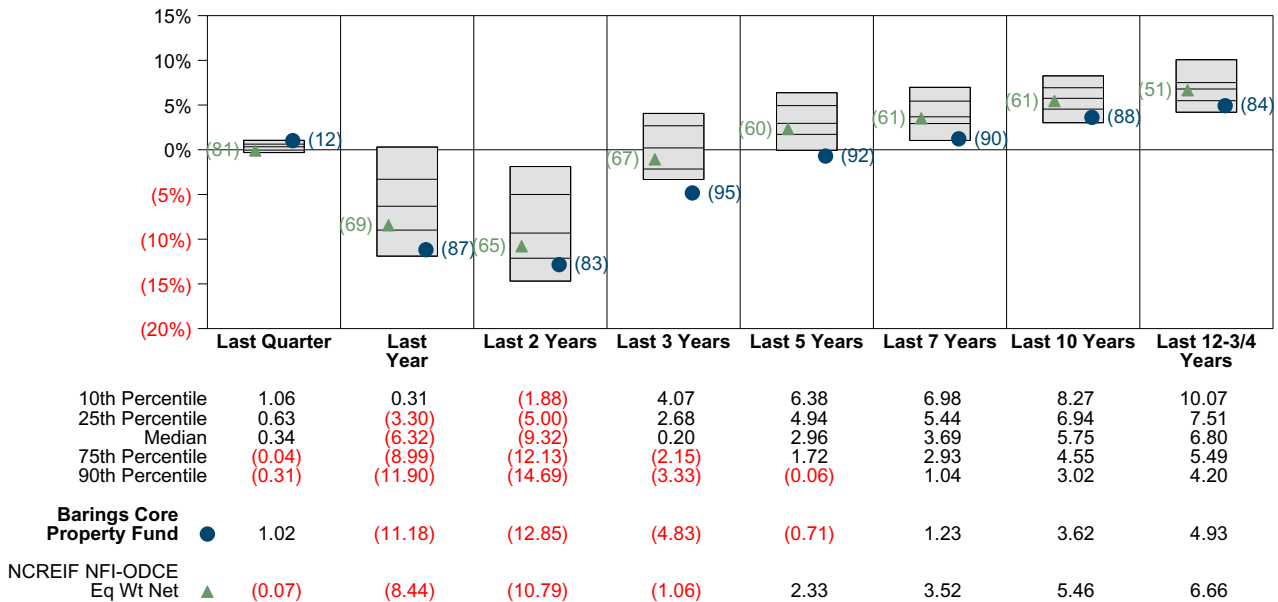 15%
10%
5%
0%
(5%)
(10%)
(15%)
(20%)
(81) (12)
(69) (87)
(65) (83)
(67) (95)
(60) (92)
(61) (90)
(61) (88)
(51) (84)
Last Quarter Last Year Last 2 Years Last 3 Years Last 5 Years Last 7 Years Last 10 Years Last 12-3/4 Years
10th Percentile 1.06 0.31 (1.88) 4.07 6.38 6.98 8.27 10.07
25th Percentile 0.63 (3.30) (5.00) 2.68 4.94 5.44 6.94 7.51
Median 0.34 (6.32) (9.32) 0.20 2.96 3.69 5.75 6.80
75th Percentile (0.04) (8.99) (12.13) (2.15) 1.72 2.93 4.55 5.49
90th Percentile (0.31) (11.90) (14.69) (3.33) (0.06) 1.04 3.02 4.20
Barings Core
Property Fund 1.02 (11.18) (12.85) (4.83) (0.71) 1.23 3.62 4.93
NCREIF NFI-ODCE
Eq Wt Net (0.07) (8.44) (10.79) (1.06) 2.33 3.52 5.46 6.66